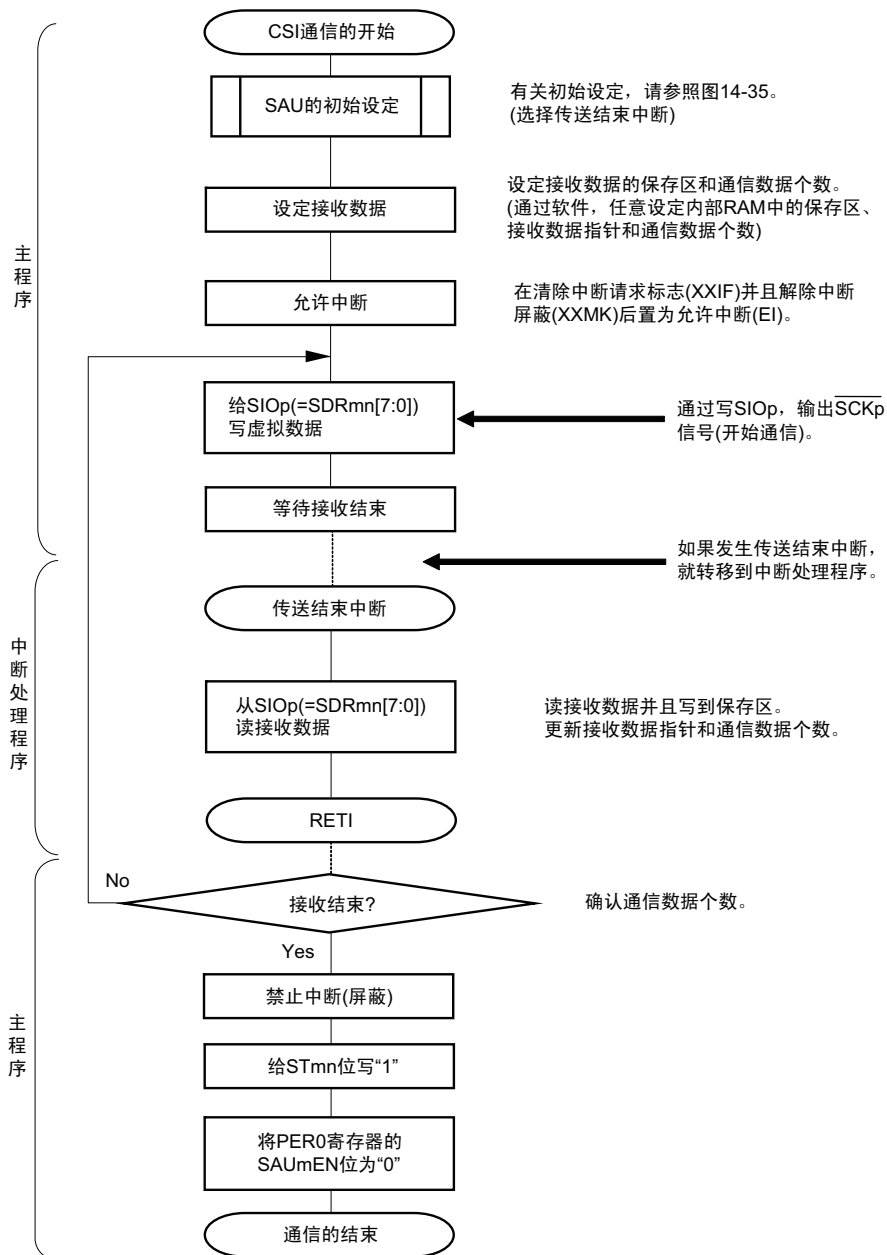 CSI通信的开始
SAU的初始设定
有关初始设定，请参照图14-35。
(选择传送结束中断)
设定接收数据
设定接收数据的保存区和通信数据个数。
(通过软件，任意设定内部RAM中的保存区、
接收数据指针和通信数据个数)
主程序
允许中断
在清除中断请求标志(XXIF)并且解除中断
屏蔽(XXMK)后置为允许中断(EI)。
给SIOp(=SDRmn[7:0])
写虚拟数据
通过写SIOp，输出SCKp
信号(开始通信)。
等待接收结束
如果发生传送结束中断，
就转移到中断处理程序。
传送结束中断
中断处理程序
从SIOp(=SDRmn[7:0])
读接收数据
读接收数据并且写到保存区。
更新接收数据指针和通信数据个数。
RETI
No
接收结束?
确认通信数据个数。
Yes
禁止中断(屏蔽)
主程序
给STmn位写“1”
将PER0寄存器的
SAUmEN位为“0”
通信的结束